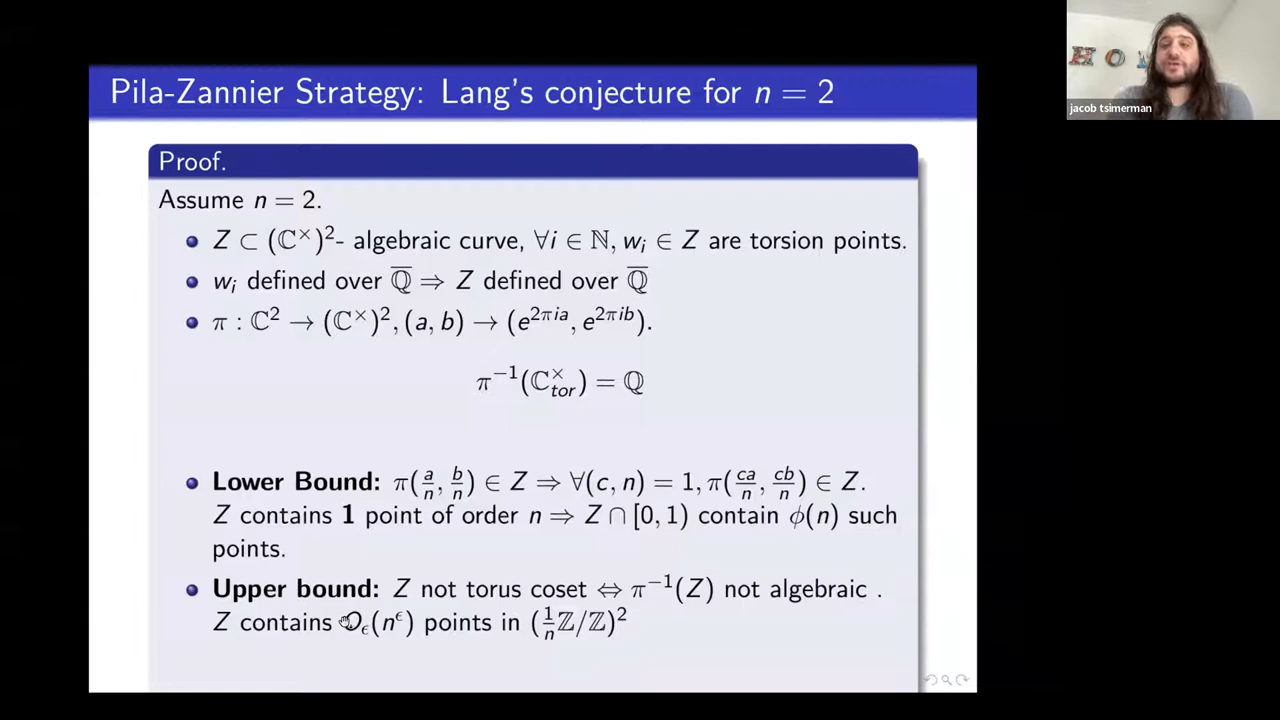 Pila-Zannier Strategy: Lang's conjecture for n = 2
Proof.
Assume n = 2.
Z ⊂ (ℂ^×)^2- algebraic curve, ∀i ∈ ℕ, w_i ∈ Z are torsion points.
w_i defined over \overline{ℚ} ⇒ Z defined over \overline{ℚ}
π : ℂ^2 → (ℂ^×)^2, (a, b) → (e^{2πia}, e^{2πib}).
π^{-1}(ℂ^×_{tor}) = ℚ
Lower Bound: π(a/n, b/n) ∈ Z ⇒ ∀(c, n) = 1, π(ca/n, cb/n) ∈ Z.
Z contains 1 point of order n ⇒ Z ∩ [0, 1) contain ϕ(n) such
points.
Upper bound: Z not torus coset ⇔ π^{-1}(Z) not algebraic .
Z contains O_ϵ(n^ϵ) points in (1/n ℤ/ℤ)^2
H O
jacob tsimerman